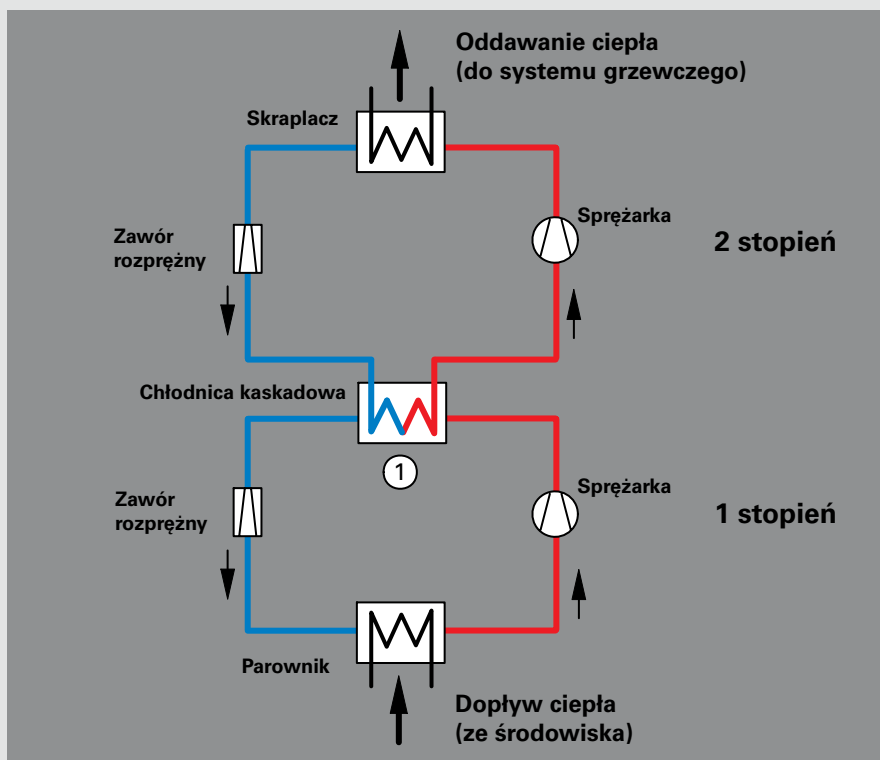 Oddawanie ciepła
(do systemu grzewczego)
Skraplacz
Sprężarka
Zawór
rozprężny
2 stopień
Chłodnica kaskadowa
1
Sprężarka
Zawór
rozprężny
1 stopień
Parownik
Dopływ ciepła
(ze środowiska)